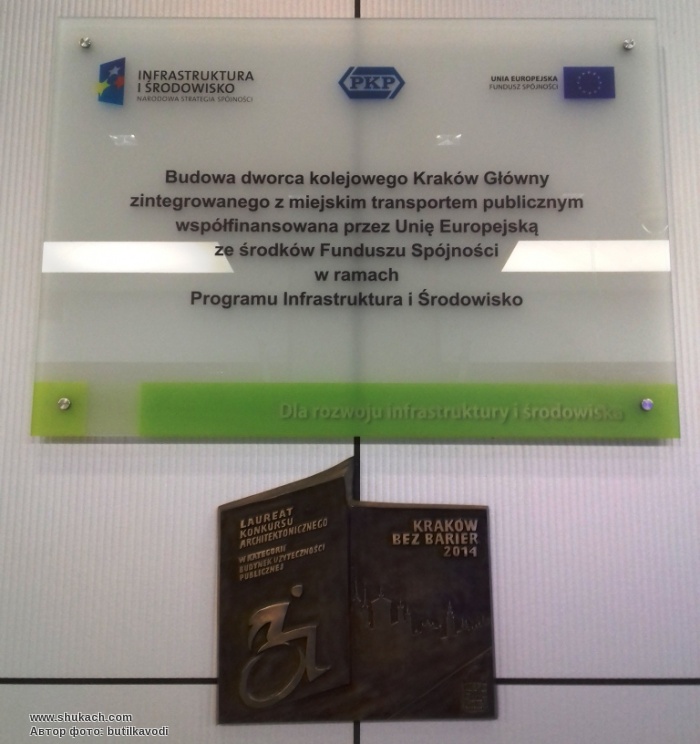 INFRASTRUKTURA
I ŚRODOWISKO
NARODOWA STRATEGIA SPÓJNOŚCI
PKP
UNIA EUROPEJSKA
FUNDUSZ SPÓJNOŚCI
Budowa dworca kolejowego Kraków Główny
zintegrowanego z miejskim transportem publicznym
współfinansowana przez Unię Europejską
ze środków Funduszu Spójności
w ramach
Programu Infrastruktura i Środowisko
Dla rozwoju infrastruktury i środowiska
LAUREAT
KONKURSU
ARCHITEKTONICZNEGO
W KATEGORII
BUDYNEK UŻYTECZNOŚCI
PUBLICZNEJ
KRAKÓW
BEZ BARIER
2014
www.shukach.com
Автор фото: butilkavodi